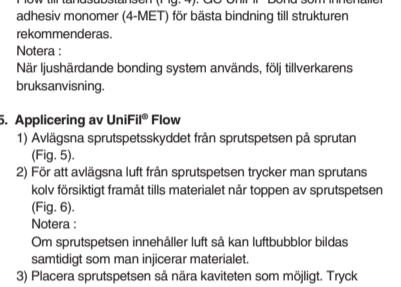 Flow till tandsubstansen (Fig. 4). GC UniFil® Bond som innehåller
adhesiv monomer (4-MET) för bästa bindning till strukturen
rekommenderas.
Notera :
När ljushärdande bonding system används, följ tillverkarens
bruksanvisning.
5. Applicering av UniFil® Flow
1) Avlägsna sprutspetsskyddet från sprutspetsen på sprutan
(Fig. 5).
2) För att avlägsna luft från sprutspetsen trycker man sprutans
kolv försiktigt framåt tills materialet når toppen av sprutspetsen
(Fig. 6).
Notera :
Om sprutspetsen innehåller luft så kan luftbubblor bildas
samtidigt som man injicerar materialet.
3) Placera sprutspetsen så nära kaviteten som möjligt. Tryck